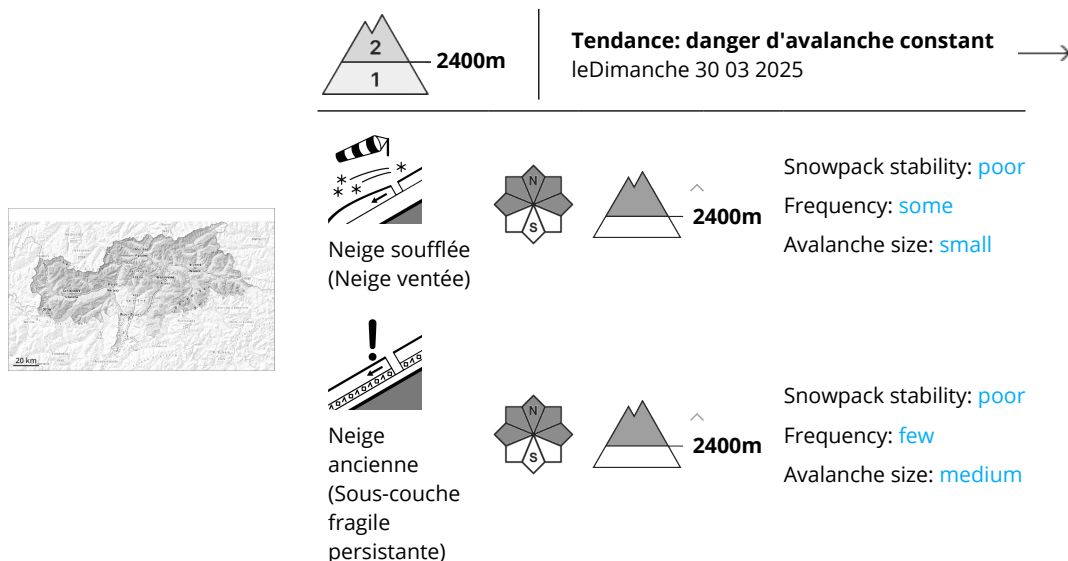 2
1
2400m
Tendance: danger d'avalanche constant
leDimanche 30 03 2025
Neige soufflée
(Neige ventée)
N
S
2400m
Snowpack stability: poor
Frequency: some
Avalanche size: small
20 km
Neige
ancienne
(Sous-couche
fragile
persistante)
N
S
2400m
Snowpack stability: poor
Frequency: few
Avalanche size: medium